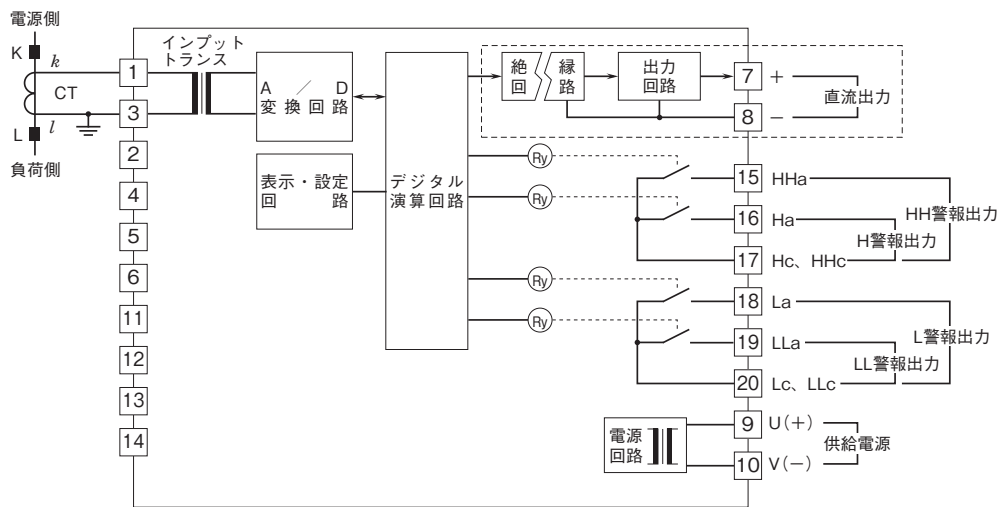 電源側
K
k
CT
L
l
負荷側
インプット
トランス
1
3
2
4
5
6
11
12
13
14
A ／ D
変換回路
表示・設定
回 路
デジタル
演算回路
絶 縁
回 路
出力
回路
7 +
8 −
直流出力
Ry
Ry
Ry
Ry
15 HHa
16 Ha
17 Hc、HHc
H警報出力
HH警報出力
18 La
19 LLa
20 Lc、LLc
L警報出力
LL警報出力
電源
回路
9 U(+)
10 V(−)
供給電源